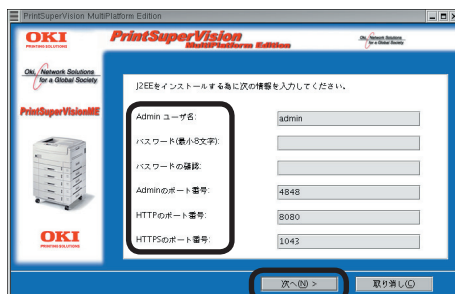 PrintSuperVision MultiPlatform Edition
OKI
PRINTING SOLUTIONS
PrintSuperVision
MultiPlatform Edition
Oki, Network Solutions
for a Global Society
Oki, Network Solutions
for a Global Society
PrintSuperVisionME
OKI
PRINTING SOLUTIONS
J2EEをインストールする為に次の情報を入力してください。
Admin ユーザ名:
admin
パスワード(最小8文字):
パスワードの確認:
Adminのポート番号:
4848
HTTPのポート番号:
8080
HTTPSのポート番号:
1043
次へ(N) >
取り消し(C)